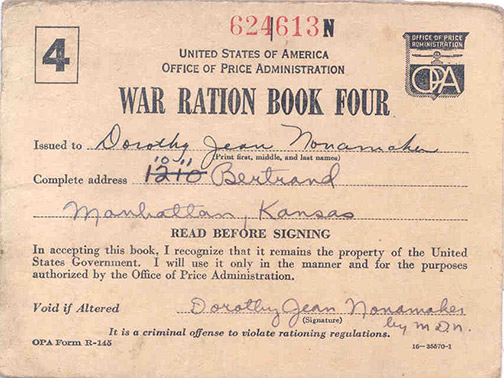 4
624613N
OFFICE OF PRICE
ADMINISTRATION
OPA
UNITED STATES OF AMERICA
OFFICE OF PRICE ADMINISTRATION
WAR RATION BOOK FOUR
Issued to Dorothy Jean Nonamaker
(Print first, middle, and last names)
1011
Complete address 1210 Bertrand
Manhattan, Kansas
READ BEFORE SIGNING
In accepting this book, I recognize that it remains the property of the United
States Government. I will use it only in the manner and for the purposes
authorized by the Office of Price Administration.
Void if Altered Dorothy Jean Nonamaker
(Signature)
by M.D.N.
It is a criminal offense to violate rationing regulations.
OPA Form R-145
16—35570-1